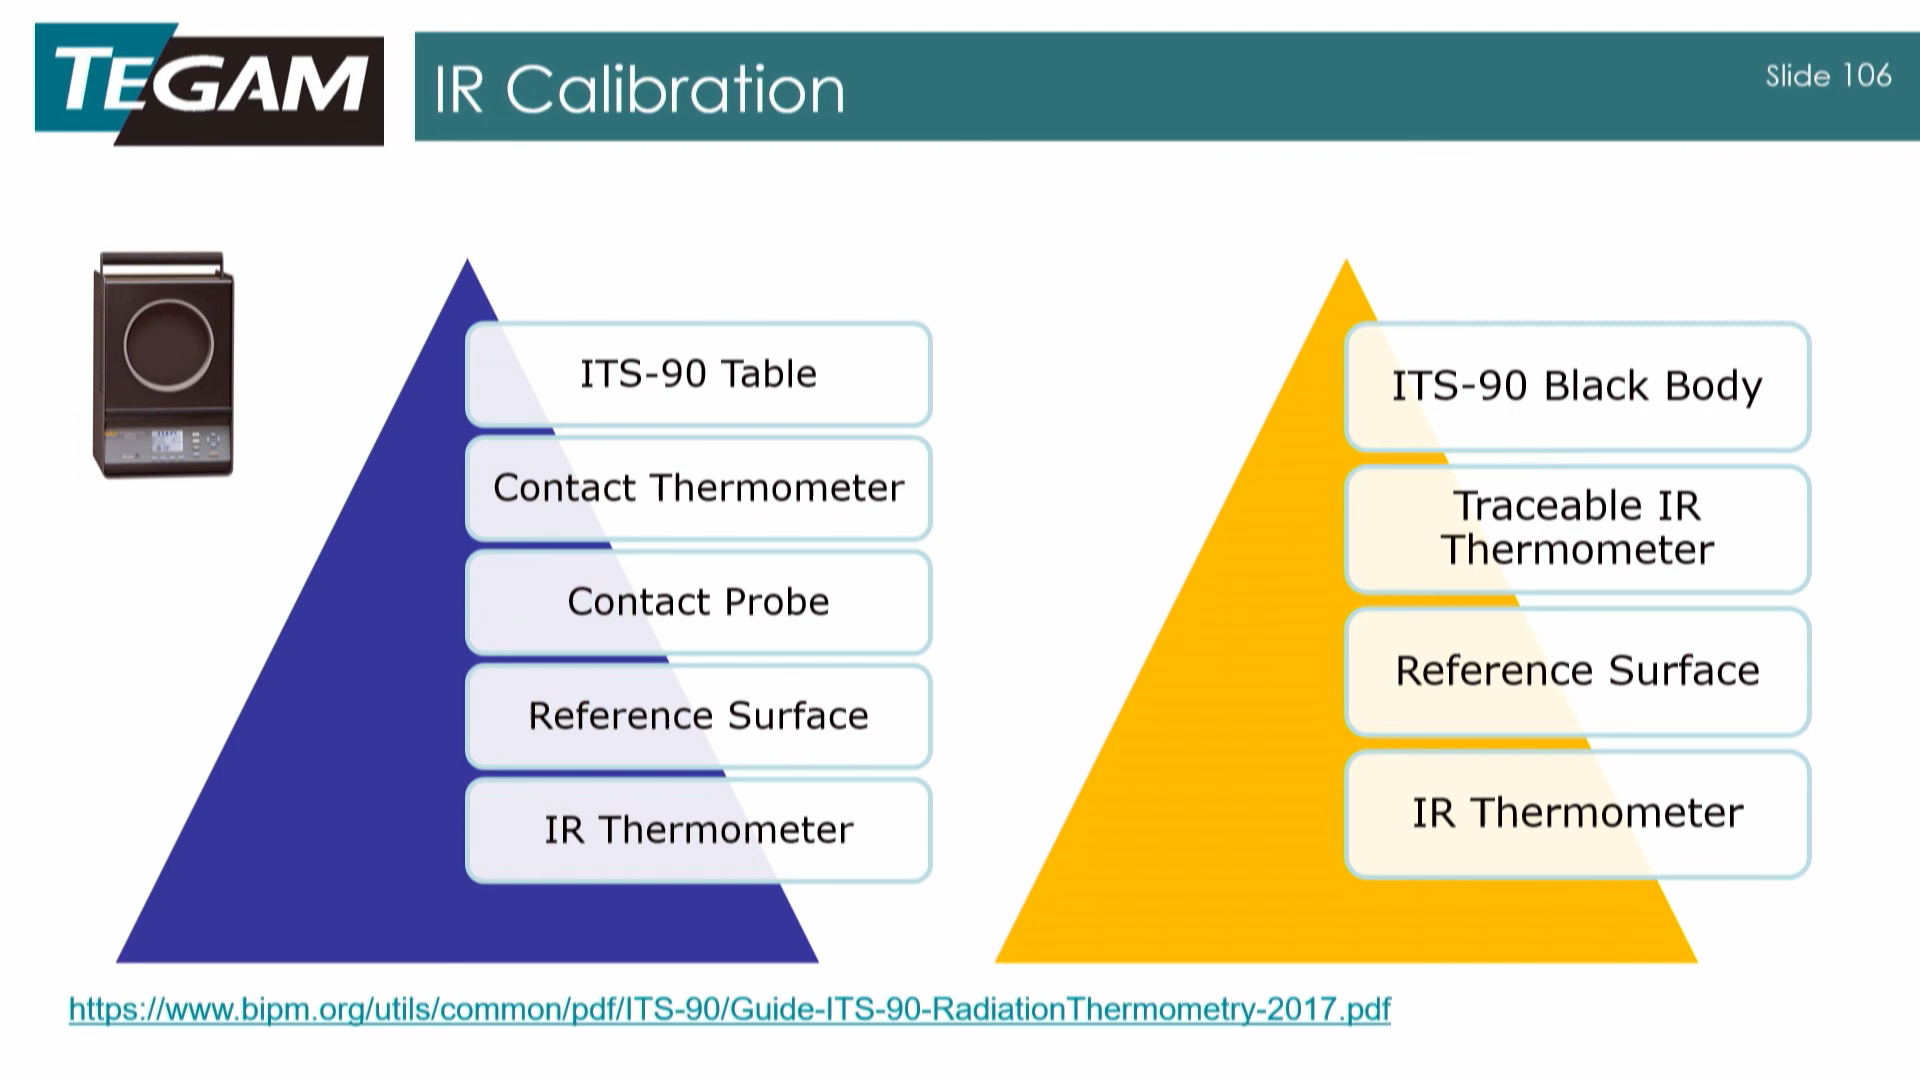 TEGAM
IR Calibration
Slide 106
ITS-90 Table
Contact Thermometer
Contact Probe
Reference Surface
IR Thermometer
ITS-90 Black Body
Traceable IR
Thermometer
Reference Surface
IR Thermometer
https://www.bipm.org/utils/common/pdf/ITS-90/Guide-ITS-90-RadiationThermometry-2017.pdf